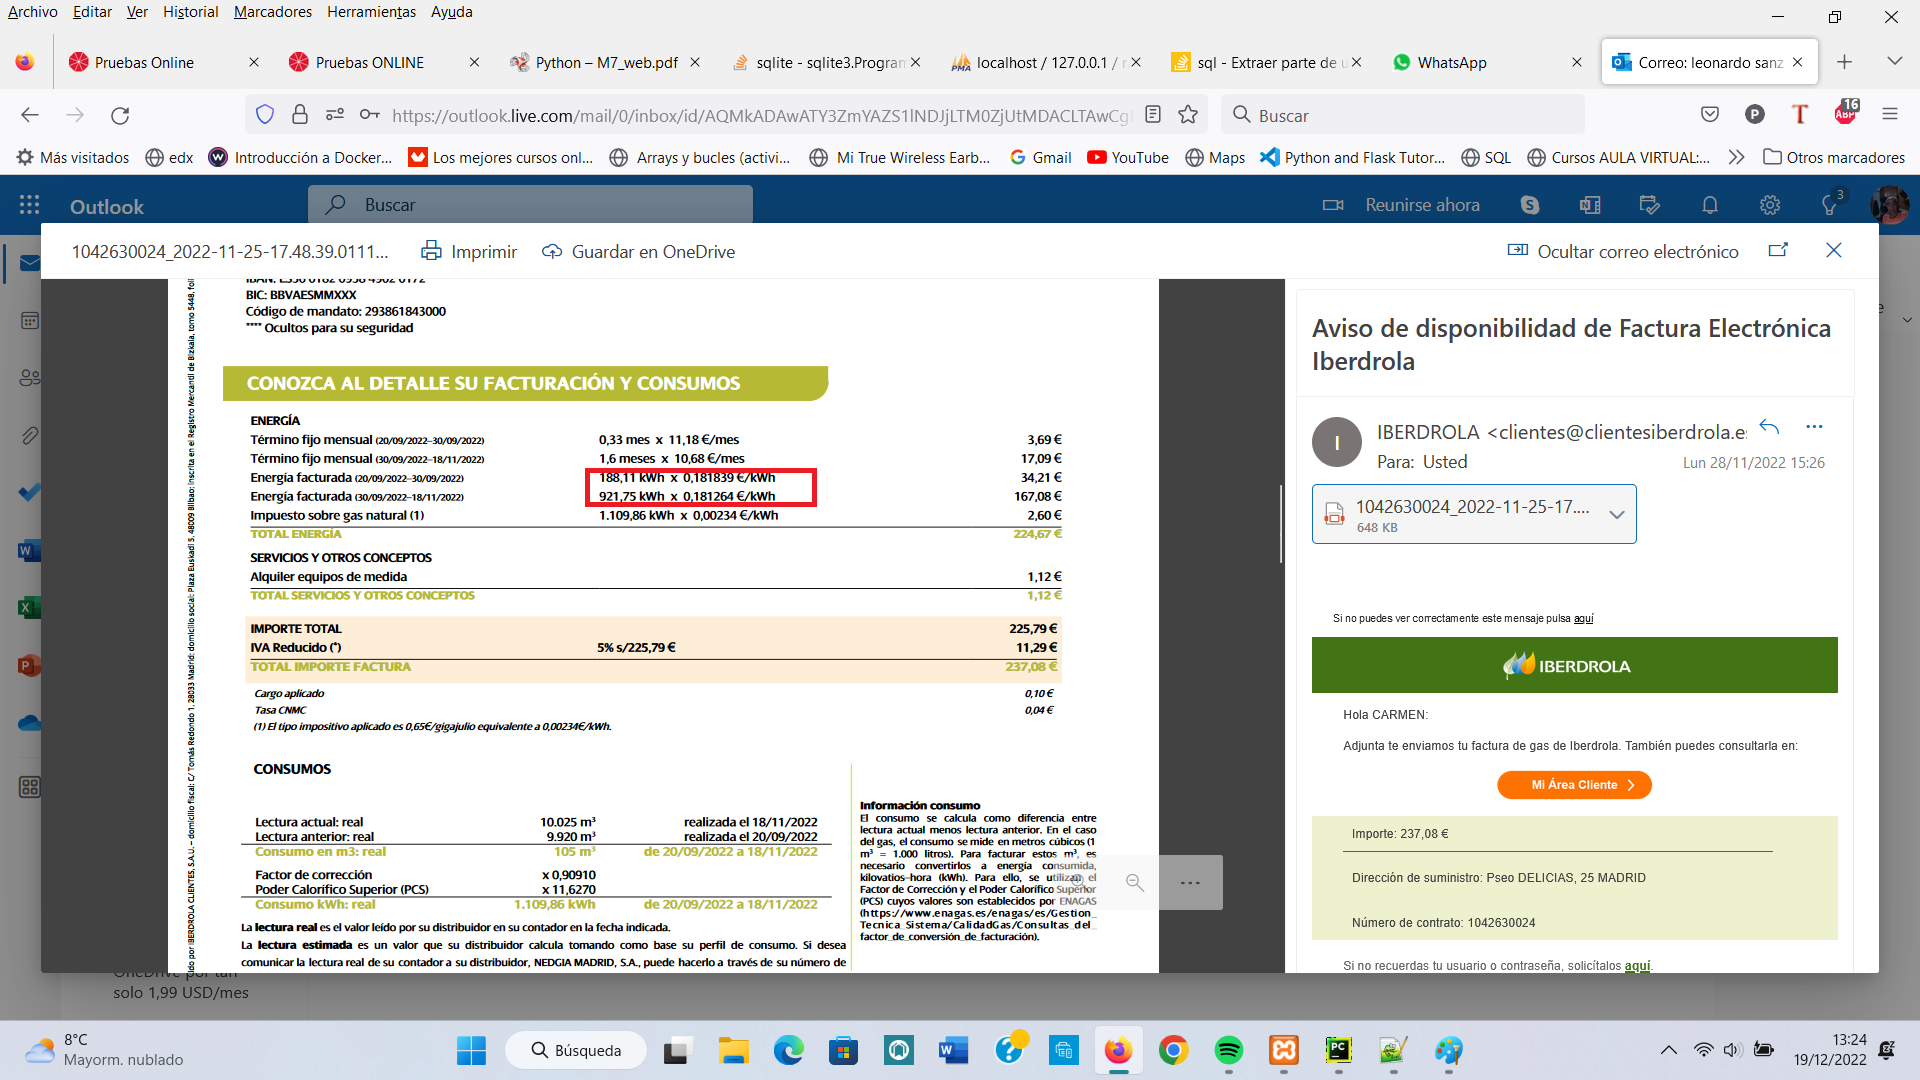 Archivo Editar Ver Historial Marcadores Herramientas Ayuda
Pruebas Online
Pruebas ONLINE
Python – M7_web.pdf
sqlite - sqlite3.Program
localhost / 127.0.0.1 /
sql - Extraer parte de u
WhatsApp
Correo: leonardo sanz
https://outlook.live.com/mail/0/inbox/id/AQMkADAwATY3ZmYAZS1lNDJjLTM0ZjUtMDACLTAwCgI
Buscar
16
Más visitados
edx
Introducción a Docker...
Los mejores cursos onl...
Arrays y bucles (activi...
Mi True Wireless Earb...
Gmail
YouTube
Maps
Python and Flask Tutor...
SQL
Cursos AULA VIRTUAL:...
Otros marcadores
Outlook
Buscar
Reunirse ahora
3
1042630024_2022-11-25-17.48.39.0111...
Imprimir
Guardar en OneDrive
Ocultar correo electrónico
BIC: BBVAESMMXXX
Código de mandato: 293861843000
**** Ocultos para su seguridad
CONOZCA AL DETALLE SU FACTURACIÓN Y CONSUMOS
ENERGÍA
Término fijo mensual (20/09/2022–30/09/2022) 0,33 mes x 11,18 €/mes 3,69 €
Término fijo mensual (30/09/2022–18/11/2022) 1,6 meses x 10,68 €/mes 17,09 €
Energía facturada (20/09/2022–30/09/2022) 188,11 kWh x 0,181839 €/kWh 34,21 €
Energía facturada (30/09/2022–18/11/2022) 921,75 kWh x 0,181264 €/kWh 167,08 €
Impuesto sobre gas natural (1) 1.109,86 kWh x 0,00234 €/kWh 2,60 €
TOTAL ENERGÍA 224,67 €
SERVICIOS Y OTROS CONCEPTOS
Alquiler equipos de medida 1,12 €
TOTAL SERVICIOS Y OTROS CONCEPTOS 1,12 €
IMPORTE TOTAL 225,79 €
IVA Reducido (*) 5% s/225,79 € 11,29 €
TOTAL IMPORTE FACTURA 237,08 €
Cargo aplicado 0,10 €
Tasa CNMC 0,04 €
(1) El tipo impositivo aplicado es 0,65€/gigajulio equivalente a 0,00234€/kWh.
CONSUMOS
Lectura actual: real 10.025 m³ realizada el 18/11/2022
Lectura anterior: real 9.920 m³ realizada el 20/09/2022
Consumo en m3: real 105 m³ de 20/09/2022 a 18/11/2022
Factor de corrección x 0,90910
Poder Calorífico Superior (PCS) x 11,6270
Consumo kWh: real 1.109,86 kWh de 20/09/2022 a 18/11/2022
La lectura real es el valor leído por su distribuidor en su contador en la fecha indicada.
La lectura estimada es un valor que su distribuidor calcula tomando como base su perfil de consumo. Si desea
comunicar la lectura real de su contador a su distribuidor, NEDGIA MADRID, S.A., puede hacerlo a través de su número de
Información consumo
El consumo se calcula como diferencia entre
lectura actual menos lectura anterior. En el caso
del gas, el consumo se mide en metros cúbicos (1
m³ = 1.000 litros). Para facturar estos m³, es
necesario convertirlos a energía consumida,
kilovatios–hora (kWh). Para ello, se utilizan el
Factor de Corrección y el Poder Calorífico Superior
(PCS) cuyos valores son establecidos por ENAGAS
(https://www.enagas.es/enagas/es/Gestion_
Tecnica_Sistema/CalidadGas/Consultas_del_
factor_de_conversión_de_facturación).
Aviso de disponibilidad de Factura Electrónica
Iberdrola
I
IBERDROLA <clientes@clientesiberdrola.es
Para: Usted
Lun 28/11/2022 15:26
1042630024_2022-11-25-17....
648 KB
Si no puedes ver correctamente este mensaje pulsa aquí
IBERDROLA
Hola CARMEN:
Adjunta te enviamos tu factura de gas de Iberdrola. También puedes consultarla en:
Mi Área Cliente
Importe: 237,08 €
Dirección de suministro: Pseo DELICIAS, 25 MADRID
Número de contrato: 1042630024
Si no recuerdas tu usuario o contraseña, solicítalos aquí.
OneDrive por tan
solo 1,99 USD/mes
8°C
Mayorm. nublado
Búsqueda
13:24
19/12/2022